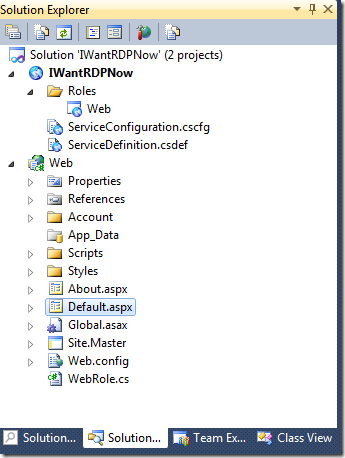 Solution Explorer
Solution 'IWantRDPNow' (2 projects)
IWantRDPNow
Roles
Web
ServiceConfiguration.cscfg
ServiceDefinition.csdef
Web
Properties
References
Account
App_Data
Scripts
Styles
About.aspx
Default.aspx
Global.asax
Site.Master
Web.config
WebRole.cs
Solution... Solution... Team Ex... Class View